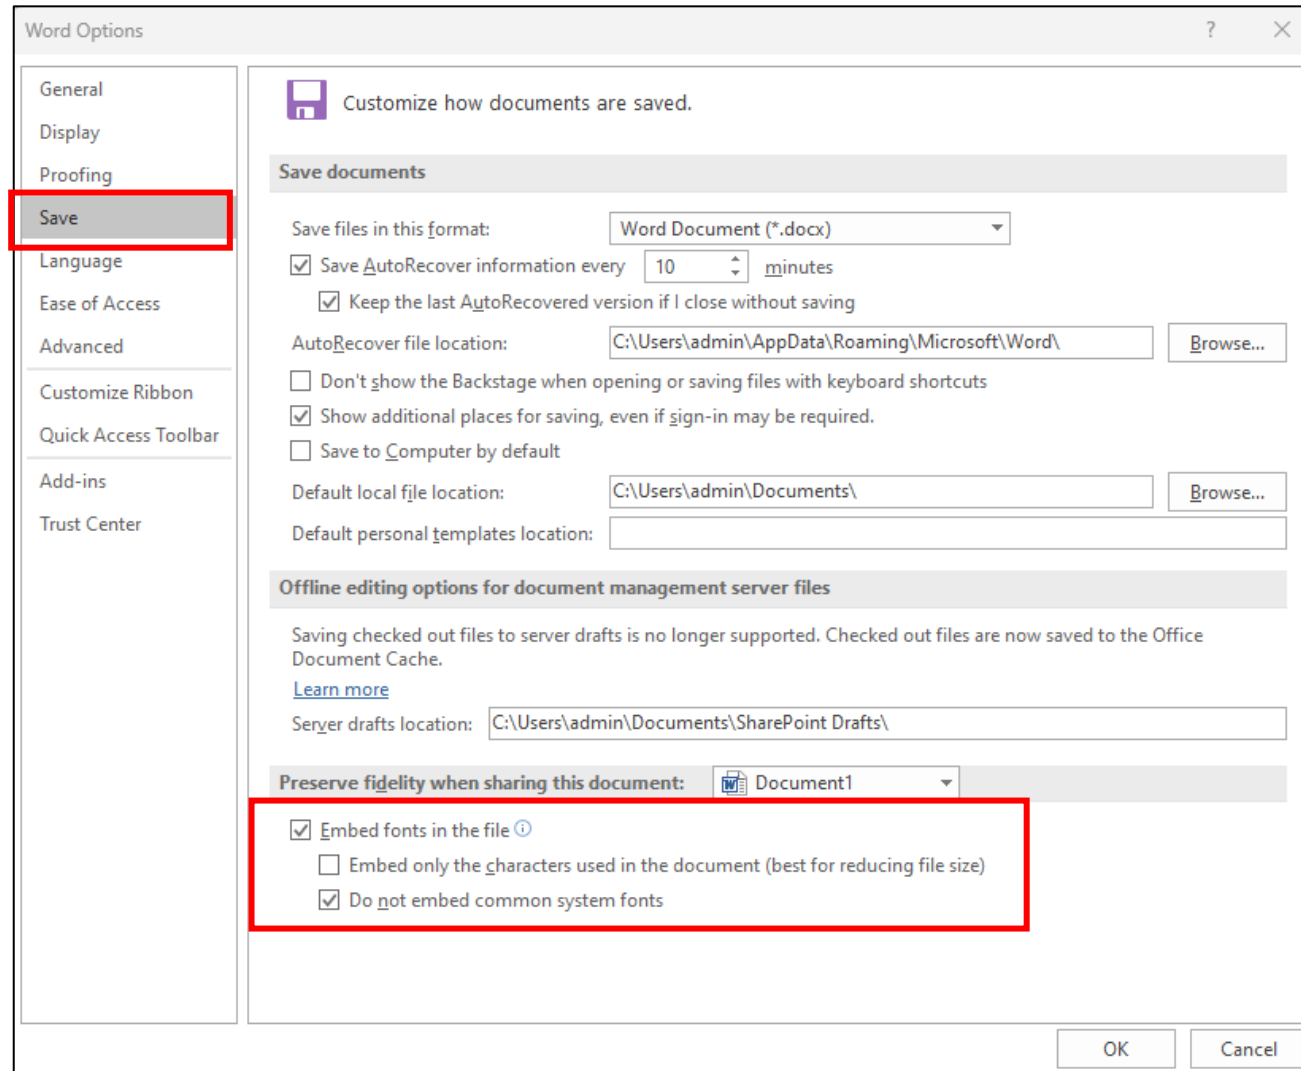 Word Options
?
General
Display
Proofing
Save
Language
Ease of Access
Advanced
Customize Ribbon
Quick Access Toolbar
Add-ins
Trust Center
Customize how documents are saved.
Save documents
Save files in this format: Word Document (*.docx)
Save AutoRecover information every 10 minutes
Keep the last AutoRecovered version if I close without saving
AutoRecover file location: C:\Users\admin\AppData\Roaming\Microsoft\Word\ Browse...
Don't show the Backstage when opening or saving files with keyboard shortcuts
Show additional places for saving, even if sign-in may be required.
Save to Computer by default
Default local file location: C:\Users\admin\Documents\ Browse...
Default personal templates location:
Offline editing options for document management server files
Saving checked out files to server drafts is no longer supported. Checked out files are now saved to the Office
Document Cache.
Learn more
Server drafts location: C:\Users\admin\Documents\SharePoint Drafts\
Preserve fidelity when sharing this document: Document1
Embed fonts in the file
Embed only the characters used in the document (best for reducing file size)
Do not embed common system fonts
OK Cancel